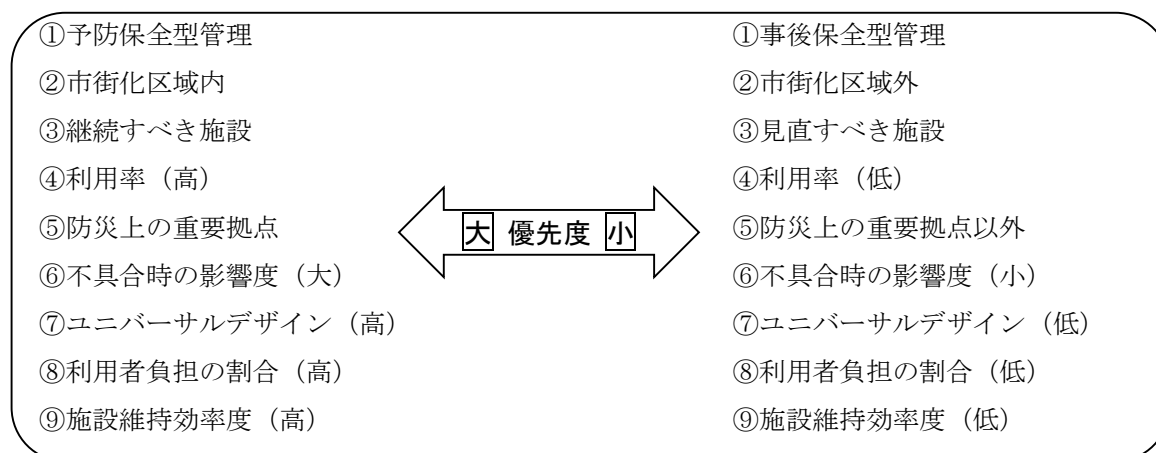 ①予防保全型管理
②市街化区域内
③継続すべき施設
④利用率（高）
⑤防災上の重要拠点
⑥不具合時の影響度（大）
⑦ユニバーサルデザイン（高）
⑧利用者負担の割合（高）
⑨施設維持効率度（高）
大 優先度 小
①事後保全型管理
②市街化区域外
③見直すべき施設
④利用率（低）
⑤防災上の重要拠点以外
⑥不具合時の影響度（小）
⑦ユニバーサルデザイン（低）
⑧利用者負担の割合（低）
⑨施設維持効率度（低）